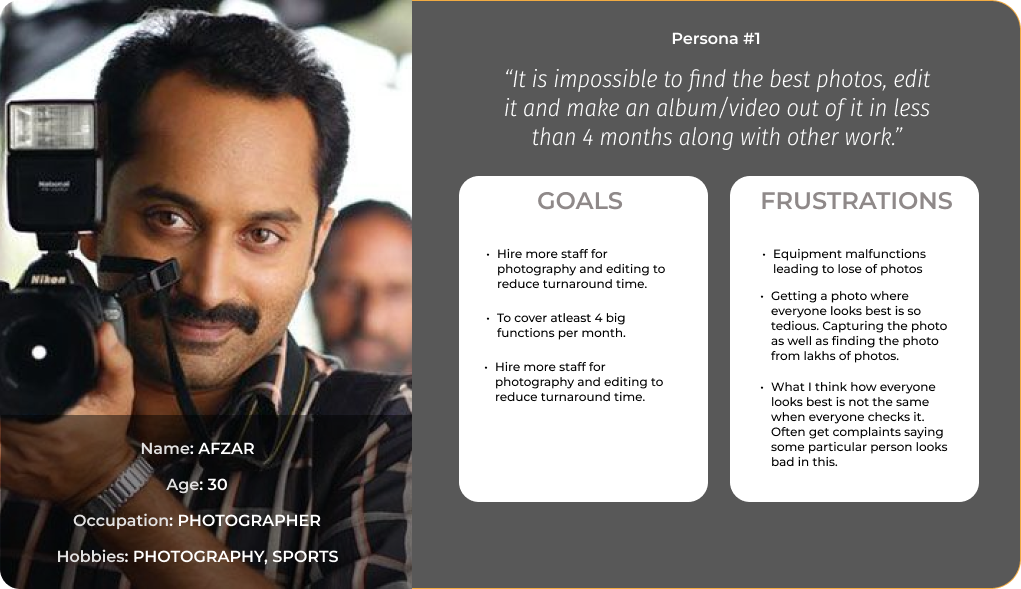 Persona #1
“It is impossible to find the best photos, edit
it and make an album/video out of it in less
than 4 months along with other work.”
GOALS
• Hire more staff for
photography and editing to
reduce turnaround time.
• To cover atleast 4 big
functions per month.
• Hire more staff for
photography and editing to
reduce turnaround time.
FRUSTRATIONS
• Equipment malfunctions
leading to lose of photos
• Getting a photo where
everyone looks best is so
tedious. Capturing the photo
as well as finding the photo
from lakhs of photos.
• What I think how everyone
looks best is not the same
when everyone checks it.
Often get complaints saying
some particular person looks
bad in this.
National
Nikon
Name: AFZAR
Age: 30
Occupation: PHOTOGRAPHER
Hobbies: PHOTOGRAPHY, SPORTS